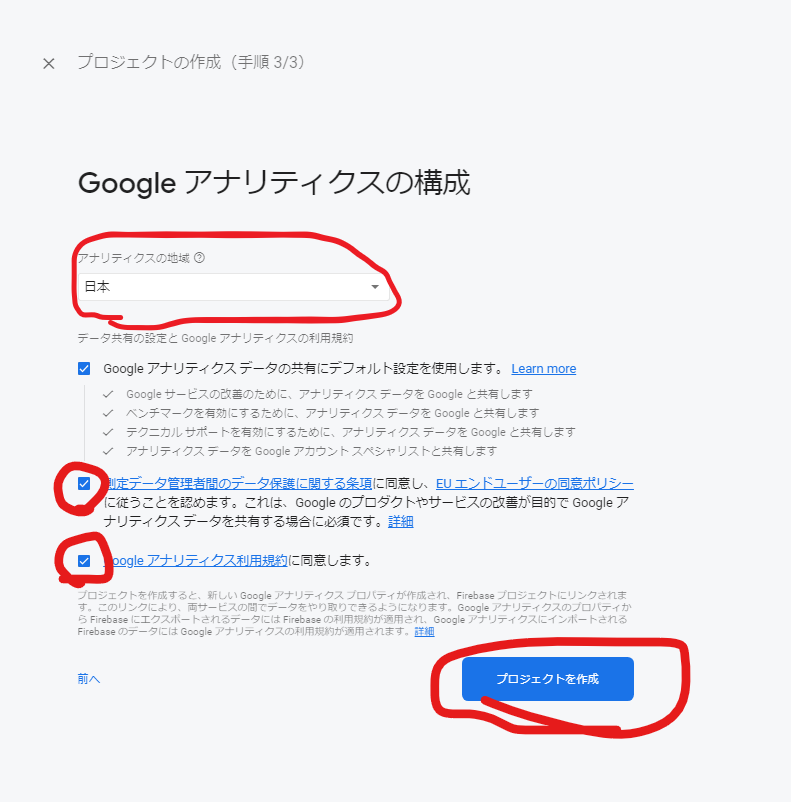 プロジェクトの作成（手順 3/3）
Google アナリティクスの構成
アナリティクスの地域
日本
データ共有の設定と Google アナリティクスの利用規約
Google アナリティクス データの共有にデフォルト設定を使用します。 Learn more
Google サービスの改善のために、アナリティクス データを Google と共有します
ベンチマークを有効にするために、アナリティクス データを Google と共有します
テクニカル サポートを有効にするために、アナリティクス データを Google と共有します
アナリティクス データを Google アカウント スペシャリストと共有します
測定データ管理者間のデータ保護に関する条項に同意し、EU エンドユーザーの同意ポリシー
に従うことを認めます。これは、Google のプロダクトやサービスの改善が目的で Google ア
ナリティクス データを共有する場合に必須です。詳細
Google アナリティクス利用規約に同意します。
プロジェクトを作成すると、新しい Google アナリティクス プロパティが作成され、Firebase プロジェクトにリンクされま
す。このリンクにより、両サービスの間でデータをやり取りできるようになります。Google アナリティクスのプロパティか
ら Firebase にエクスポートされるデータには Firebase の利用規約が適用され、Google アナリティクスにインポートされる
Firebase のデータには Google アナリティクスの利用規約が適用されます。詳細
前へ
プロジェクトを作成